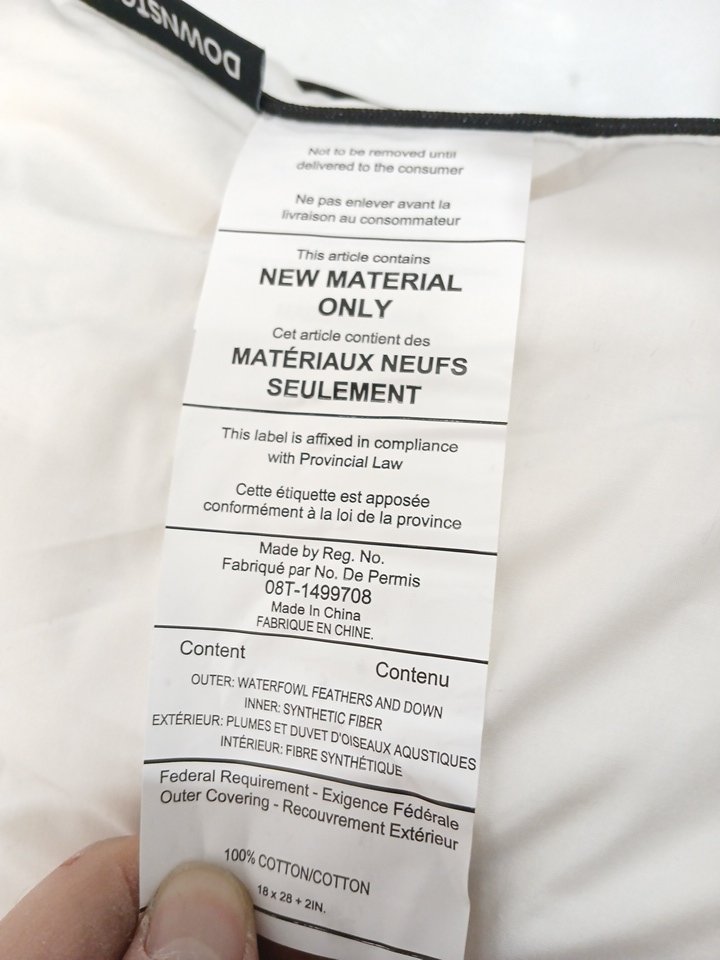 Not to be removed until
delivered to the consumer
Ne pas enlever avant la
livraison au consommateur
This article contains
NEW MATERIAL
ONLY
Cet article contient des
MATÉRIAUX NEUFS
SEULEMENT
This label is affixed in compliance
with Provincial Law
Cette étiquette est apposée
conformément à la loi de la province
Made by Reg. No.
Fabriqué par No. De Permis
08T-1499708
Made In China
FABRIQUE EN CHINE.
Content
Contenu
OUTER: WATERFOWL FEATHERS AND DOWN
INNER: SYNTHETIC FIBER
EXTÉRIEUR: PLUMES ET DUVET D'OISEAUX AQUSTIQUES
INTÉRIEUR: FIBRE SYNTHÉTIQUE
Federal Requirement - Exigence Fédérale
Outer Covering - Recouvrement Extérieur
100% COTTON/COTTON
18 x 28 + 2IN.